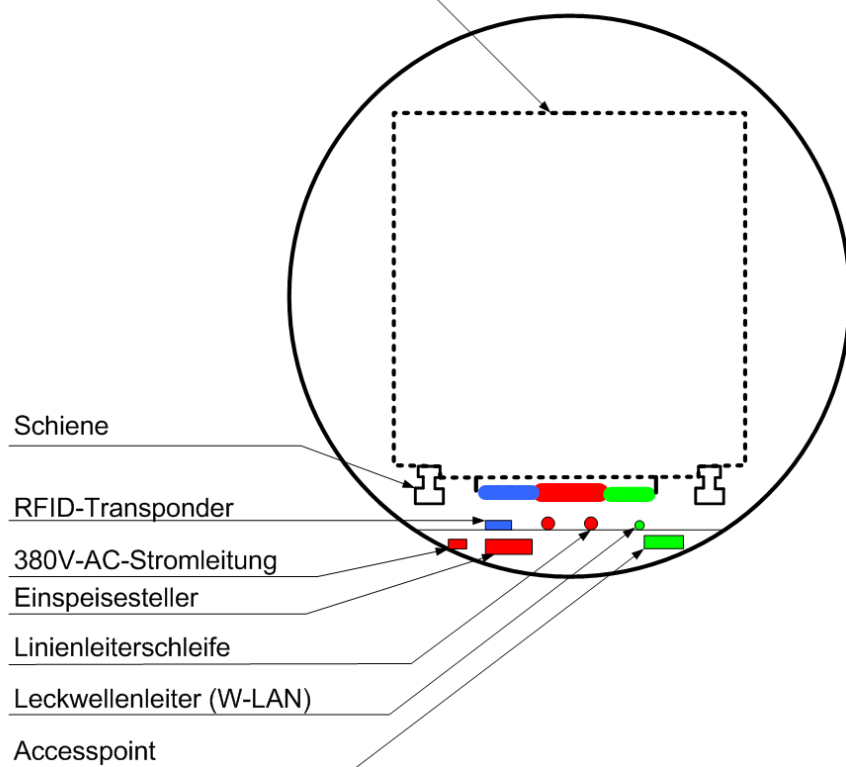 Schiene
RFID-Transponder
380V-AC-Stromleitung
Einspeisesteller
Linienleiterschleife
Leckwellenleiter (W-LAN)
Accesspoint